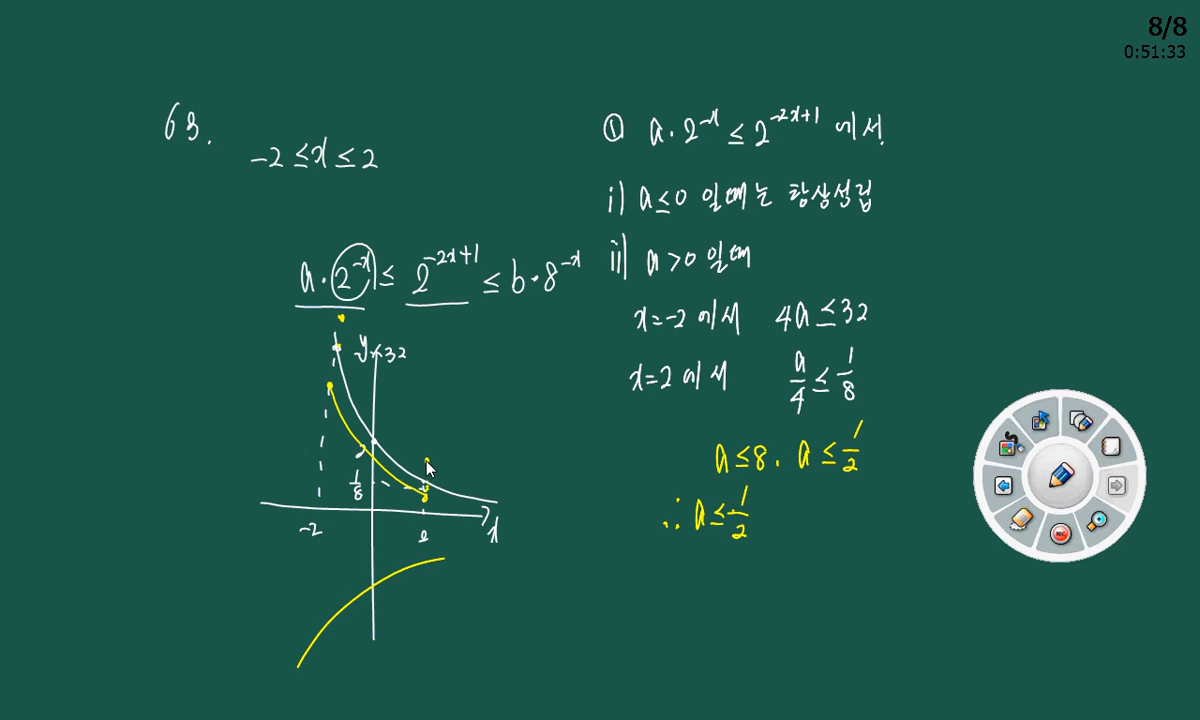 8/8
0:51:33
63.
-2 ≤ x ≤ 2
a · 2^{-x} ≤ 2^{-2x+1} ≤ b · 8^{-x}
y
32
2
1/8
-2
2
x
① a · 2^{-x} ≤ 2^{-2x+1} 에서
i) a ≤ 0 일때는 항상성립
ii) a > 0 일때
x = -2 에서 4a ≤ 32
x = 2 에서 a/4 ≤ 1/8
a ≤ 8, a ≤ 1/2
∴ a ≤ 1/2
REC